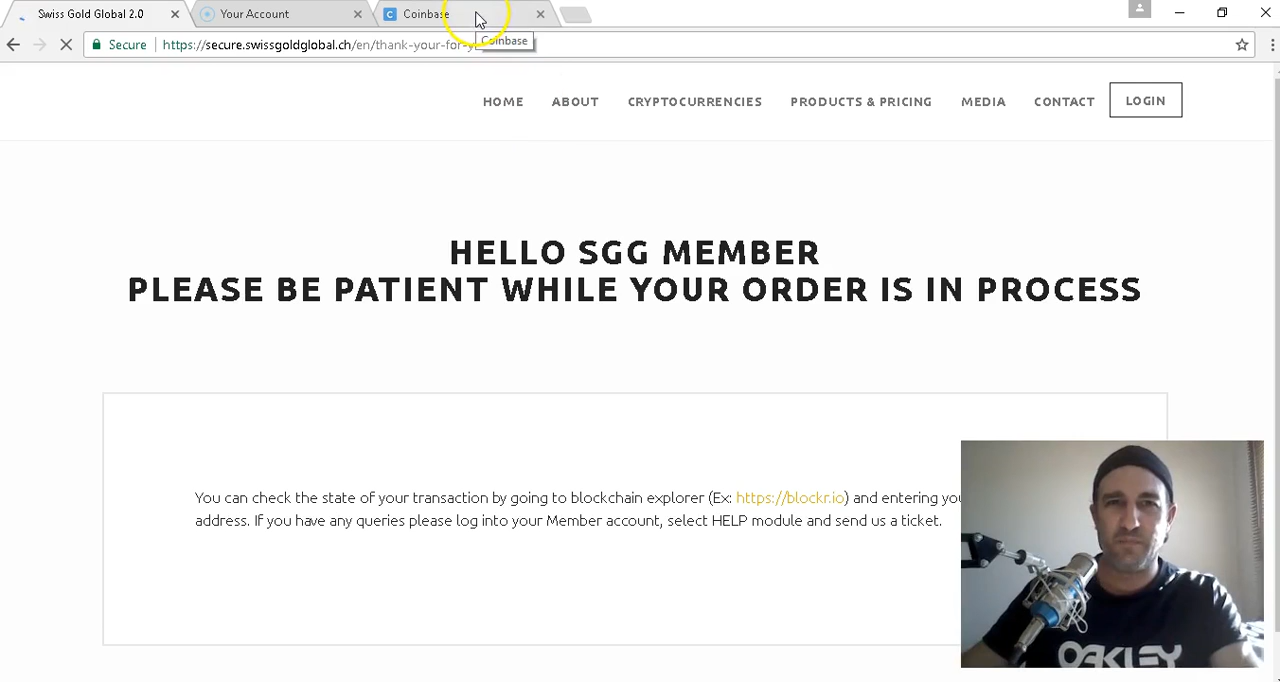 Swiss Gold Global 2.0
Your Account
Coinbase
Secure
https://secure.swissgoldglobal.ch/en/thank-your-for-y
Coinbase
HOME
ABOUT
CRYPTOCURRENCIES
PRODUCTS & PRICING
MEDIA
CONTACT
LOGIN
HELLO SGG MEMBER
PLEASE BE PATIENT WHILE YOUR ORDER IS IN PROCESS
You can check the state of your transaction by going to blockchain explorer (Ex: https://blockr.io) and entering
address. If you have any queries please log into your Member account, select HELP module and send us a ticket.
OAKLEY